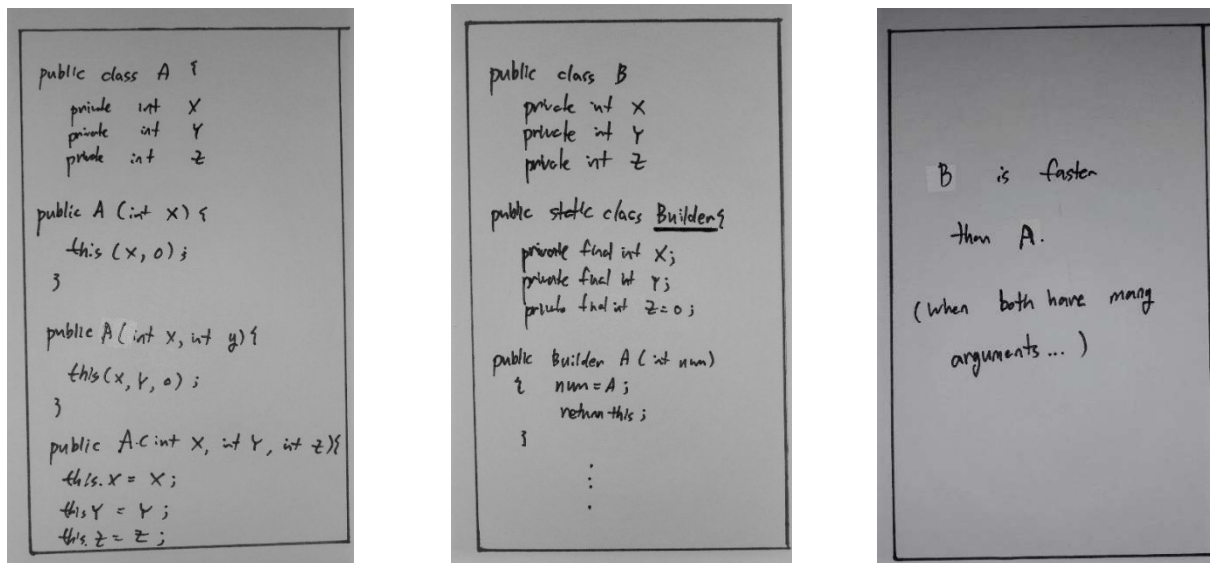 public class A {
private int X
private int Y
private int Z
public A (int X) {
this (X, 0);
}
public A (int X, int y) {
this (X, Y, 0);
}
public A (int X, int Y, int Z) {
this.X = X;
this Y = Y;
this.Z = Z;
public class B
private int X
private int Y
private int Z
public static class Builder {
private final int X;
private final int Y;
private final int Z = 0;
public Builder A (int num)
{ num = A;
return this;
}
B is faster
than A.
(when both have many
arguments ... )